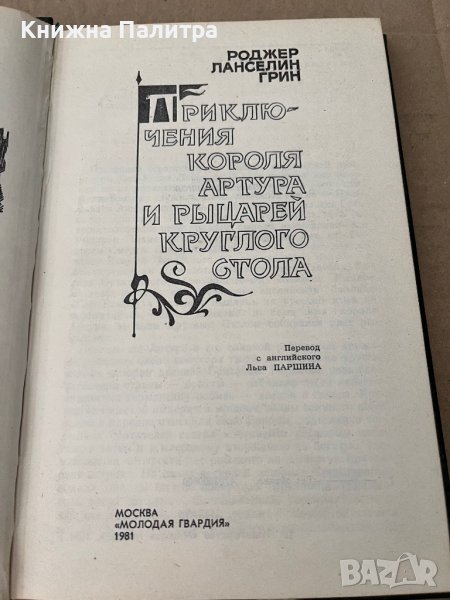 Книжна Палитра
РОДЖЕР
ЛАНСЕЛИН
ГРИН
ПРИКЛЮ-
ЧЕНИЯ
КОРОЛЯ
АРТУРА
И РЫЦАРЕЙ
КРУГЛОГО
СТОЛА
Перевод
с английского
Льва ПАРШИНА
МОСКВА
«МОЛОДАЯ ГВАРДИЯ»
1981
BAZAR